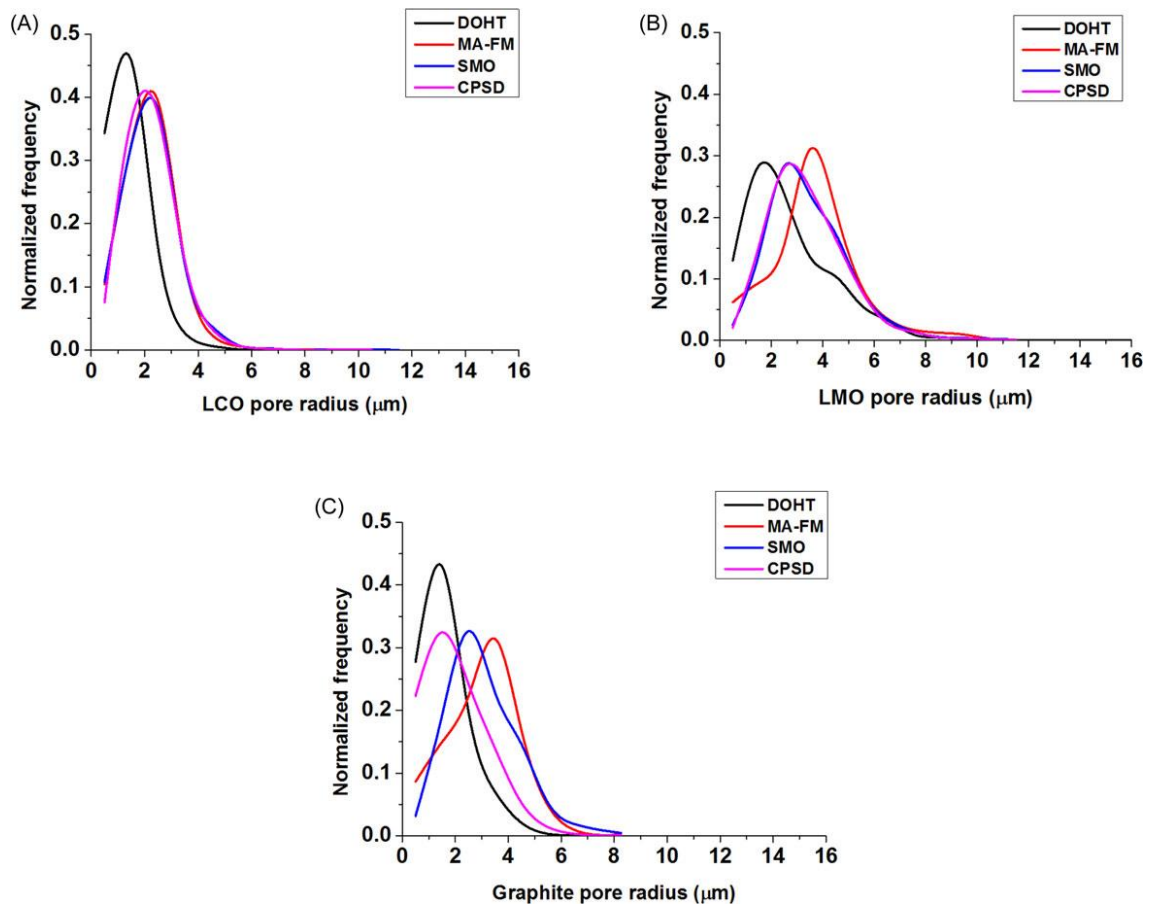 (A)
DOHT
MA-FM
SMO
CPSD
Normalized frequency
0.5
0.4
0.3
0.2
0.1
0.0
0 2 4 6 8 10 12 14 16
LCO pore radius (μm)
(B)
DOHT
MA-FM
SMO
CPSD
Normalized frequency
0.5
0.4
0.3
0.2
0.1
0.0
0 2 4 6 8 10 12 14 16
LMO pore radius (μm)
(C)
DOHT
MA-FM
SMO
CPSD
Normalized frequency
0.5
0.4
0.3
0.2
0.1
0.0
0 2 4 6 8 10 12 14 16
Graphite pore radius (μm)